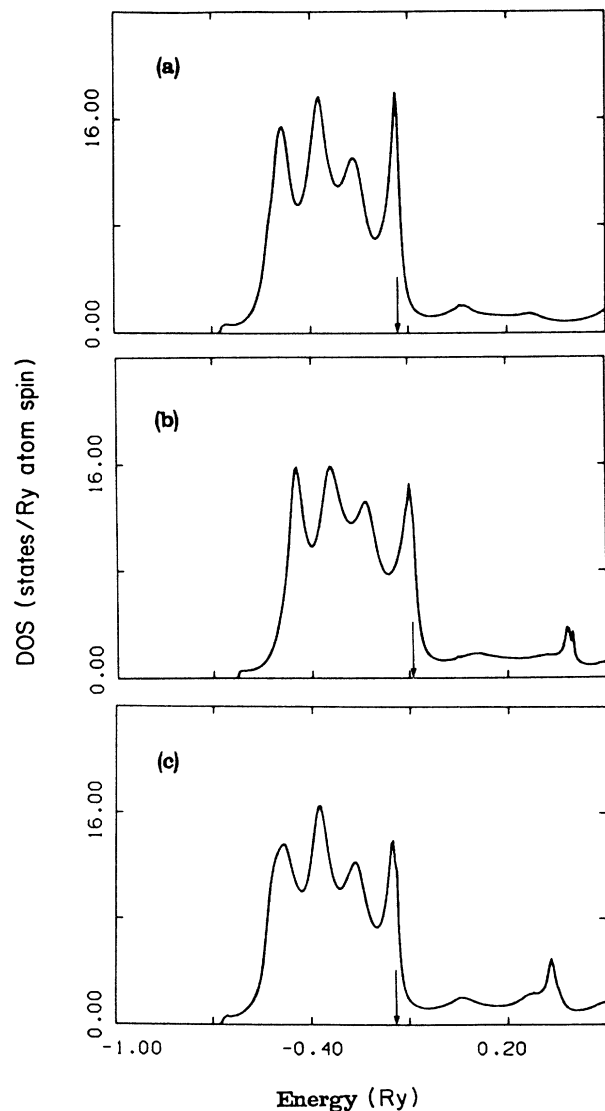 (a)
16.00
0.00
(b)
16.00
0.00
(c)
16.00
0.00
DOS (states/Ry atom spin)
-1.00 -0.40 0.20
Energy (Ry)